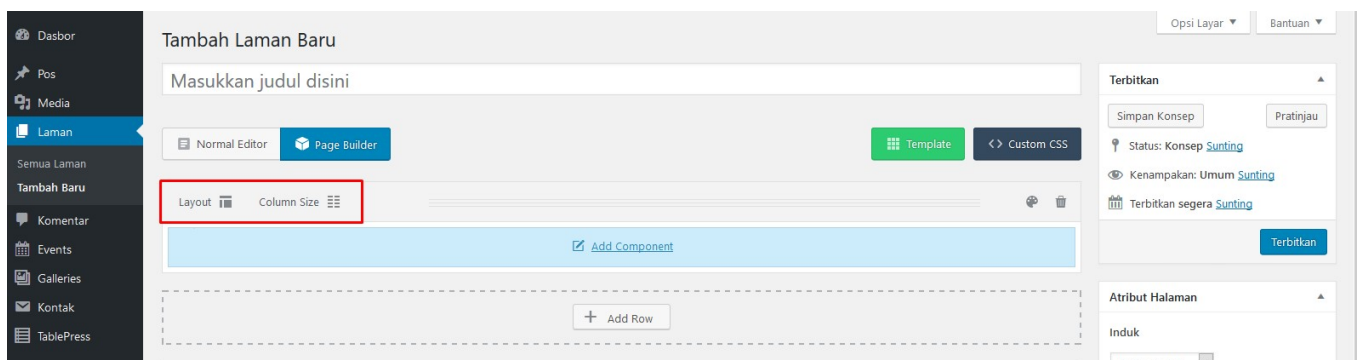 Opsi Layar ▼ Bantuan ▼
Dasbor
Pos
Media
Laman
Semua Laman
Tambah Baru
Komentar
Events
Galleries
Kontak
TablePress
Tambah Laman Baru
Masukkan judul disini
Normal Editor Page Builder Template <> Custom CSS
Layout Column Size
Add Component
+ Add Row
Terbitkan
Simpan Konsep Pratinjau
Status: Konsep Sunting
Kenampakan: Umum Sunting
Terbitkan segera Sunting
Terbitkan
Atribut Halaman
Induk